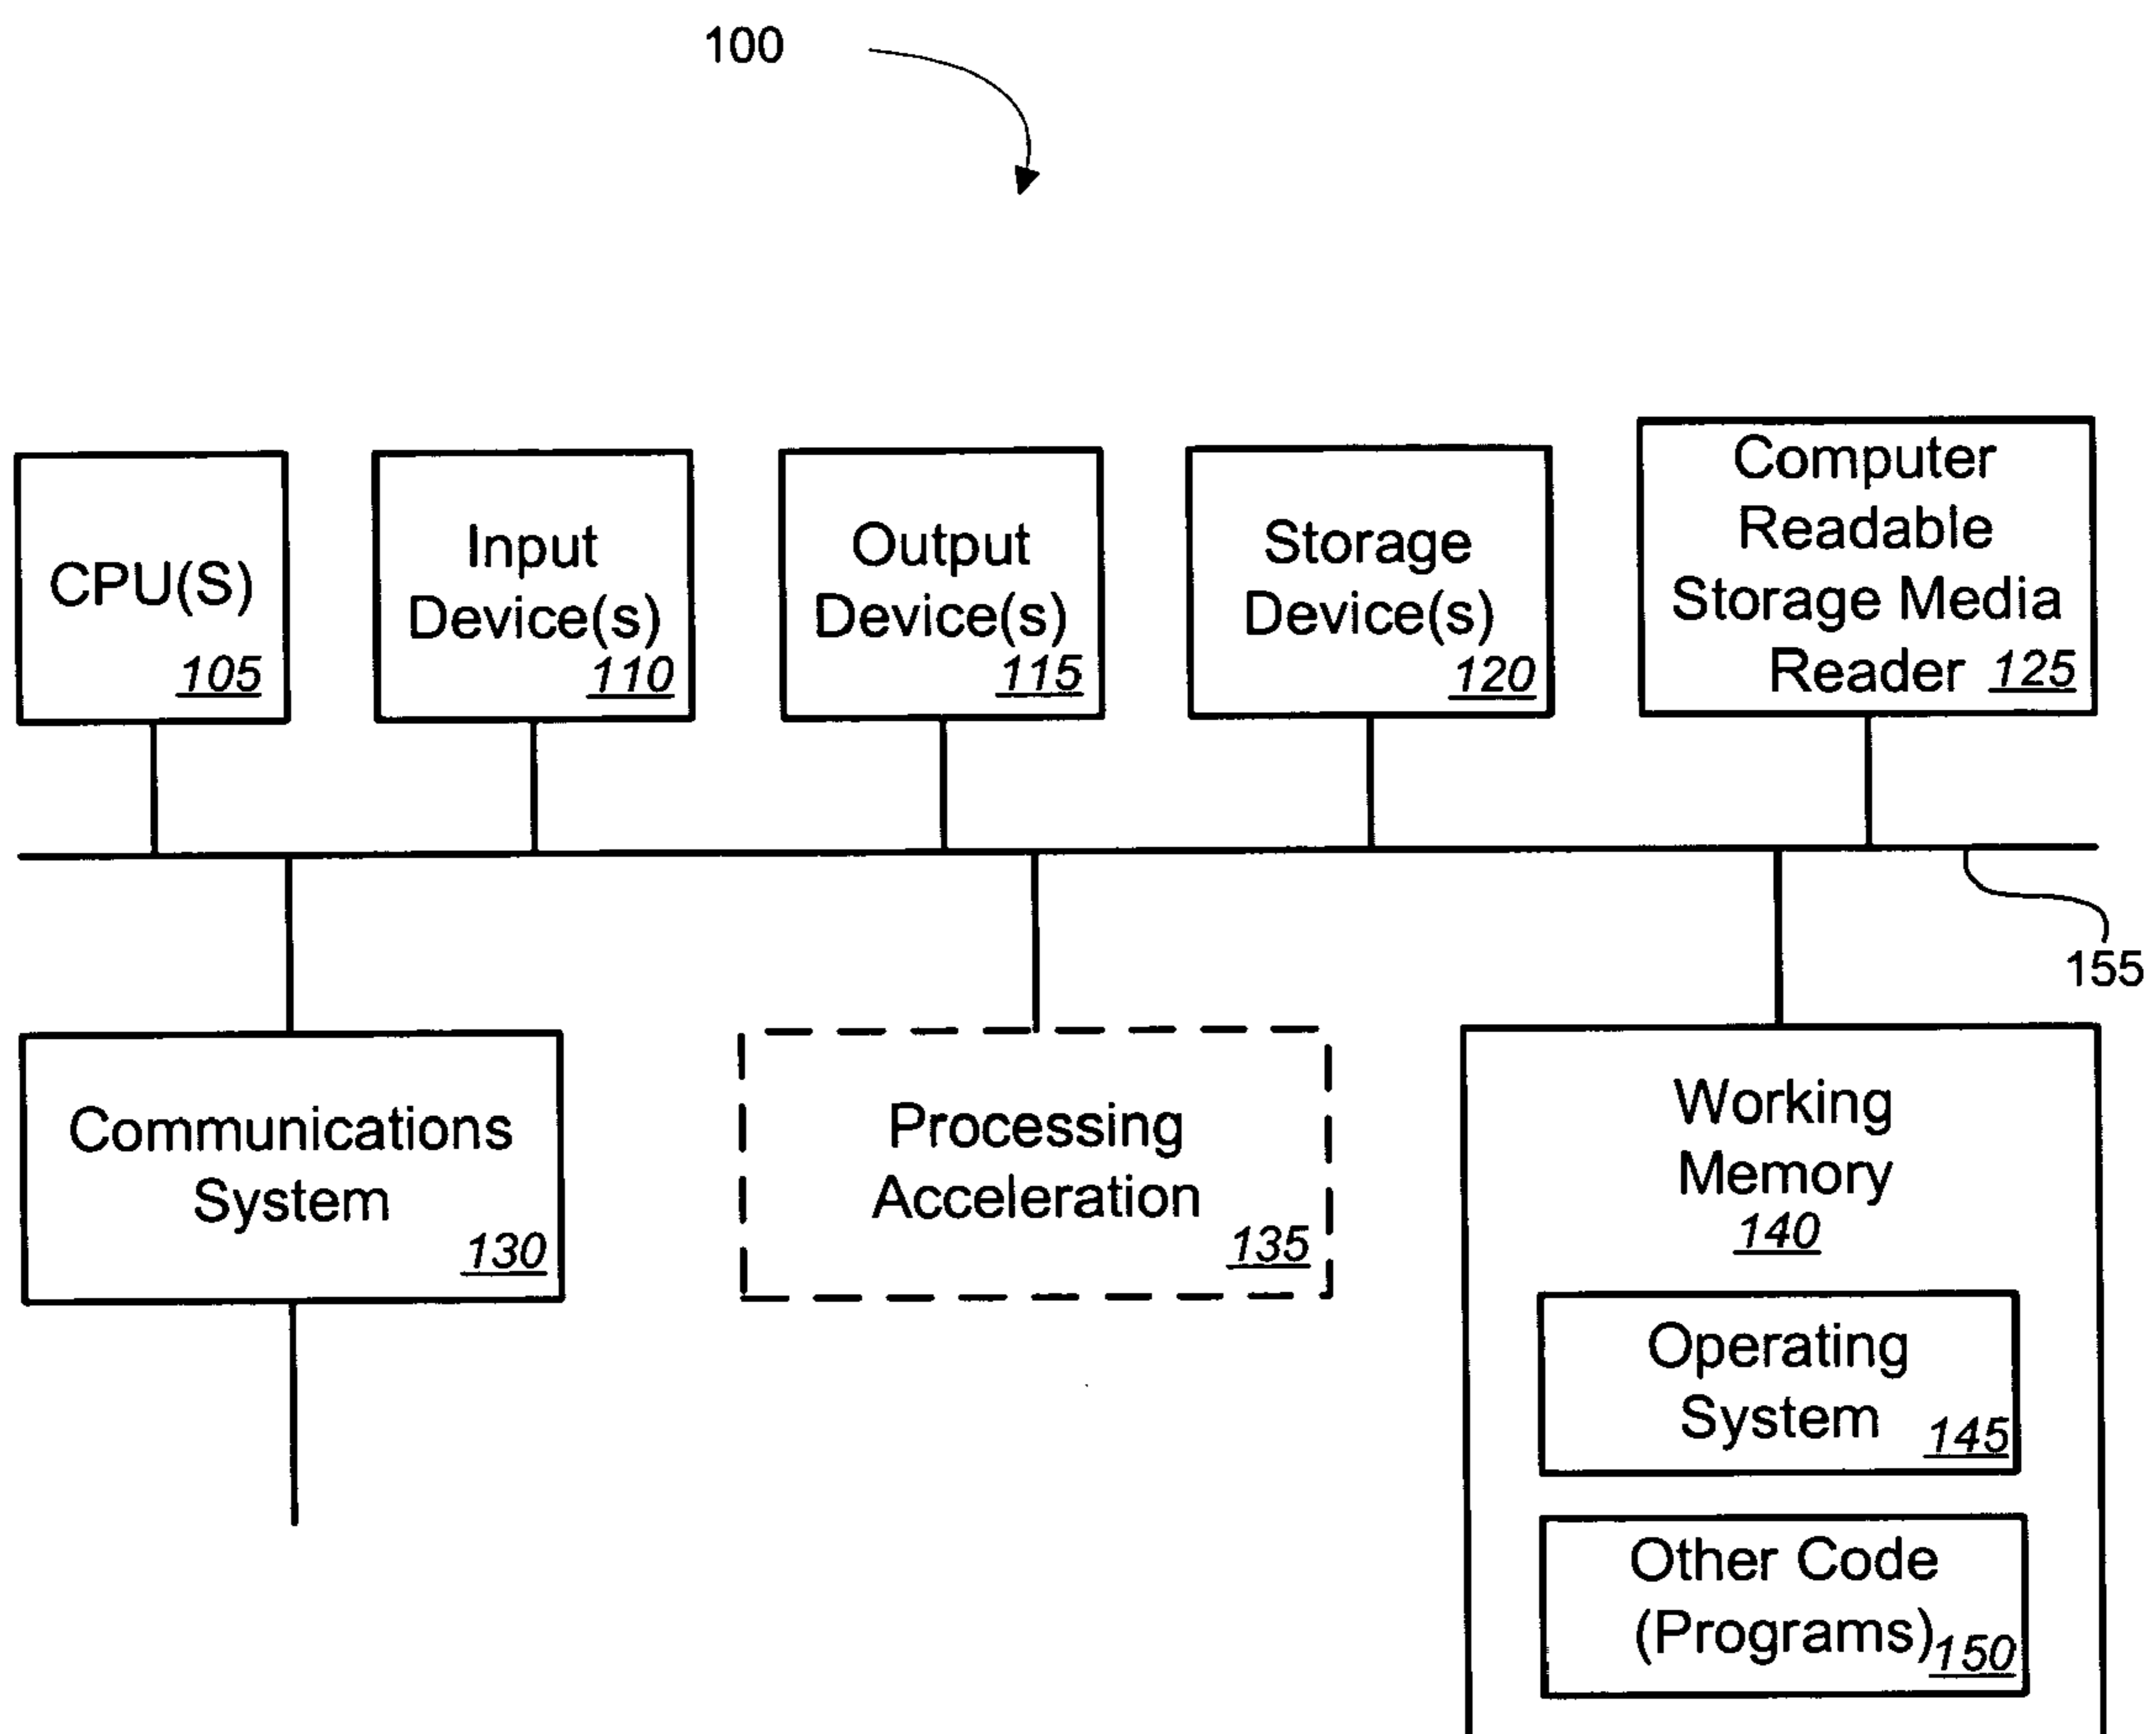 100
CPU(S)
105
Input
Device(s)
110
Output
Device(s)
115
Storage
Device(s)
120
Computer
Readable
Storage Media
Reader 125
155
Communications
System
130
Processing
Acceleration
135
Working
Memory
140
Operating
System
145
Other Code
(Programs)
150